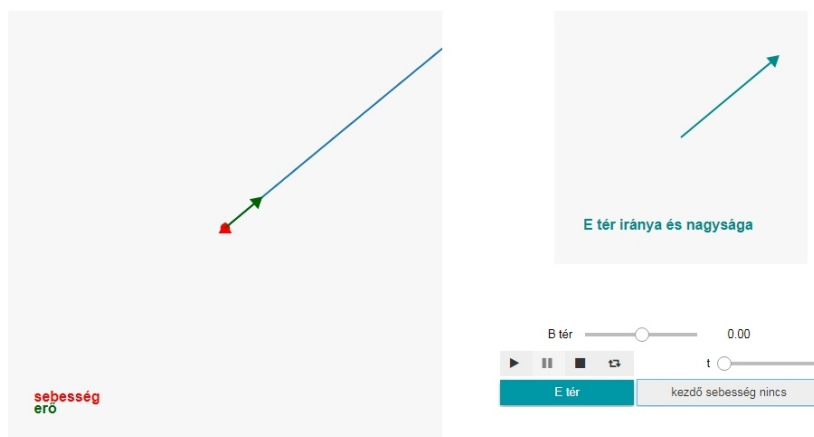 E tér iránya és nagysága
B tér 0.00
t
E tér kezdő sebesség nincs
sebesség
erő